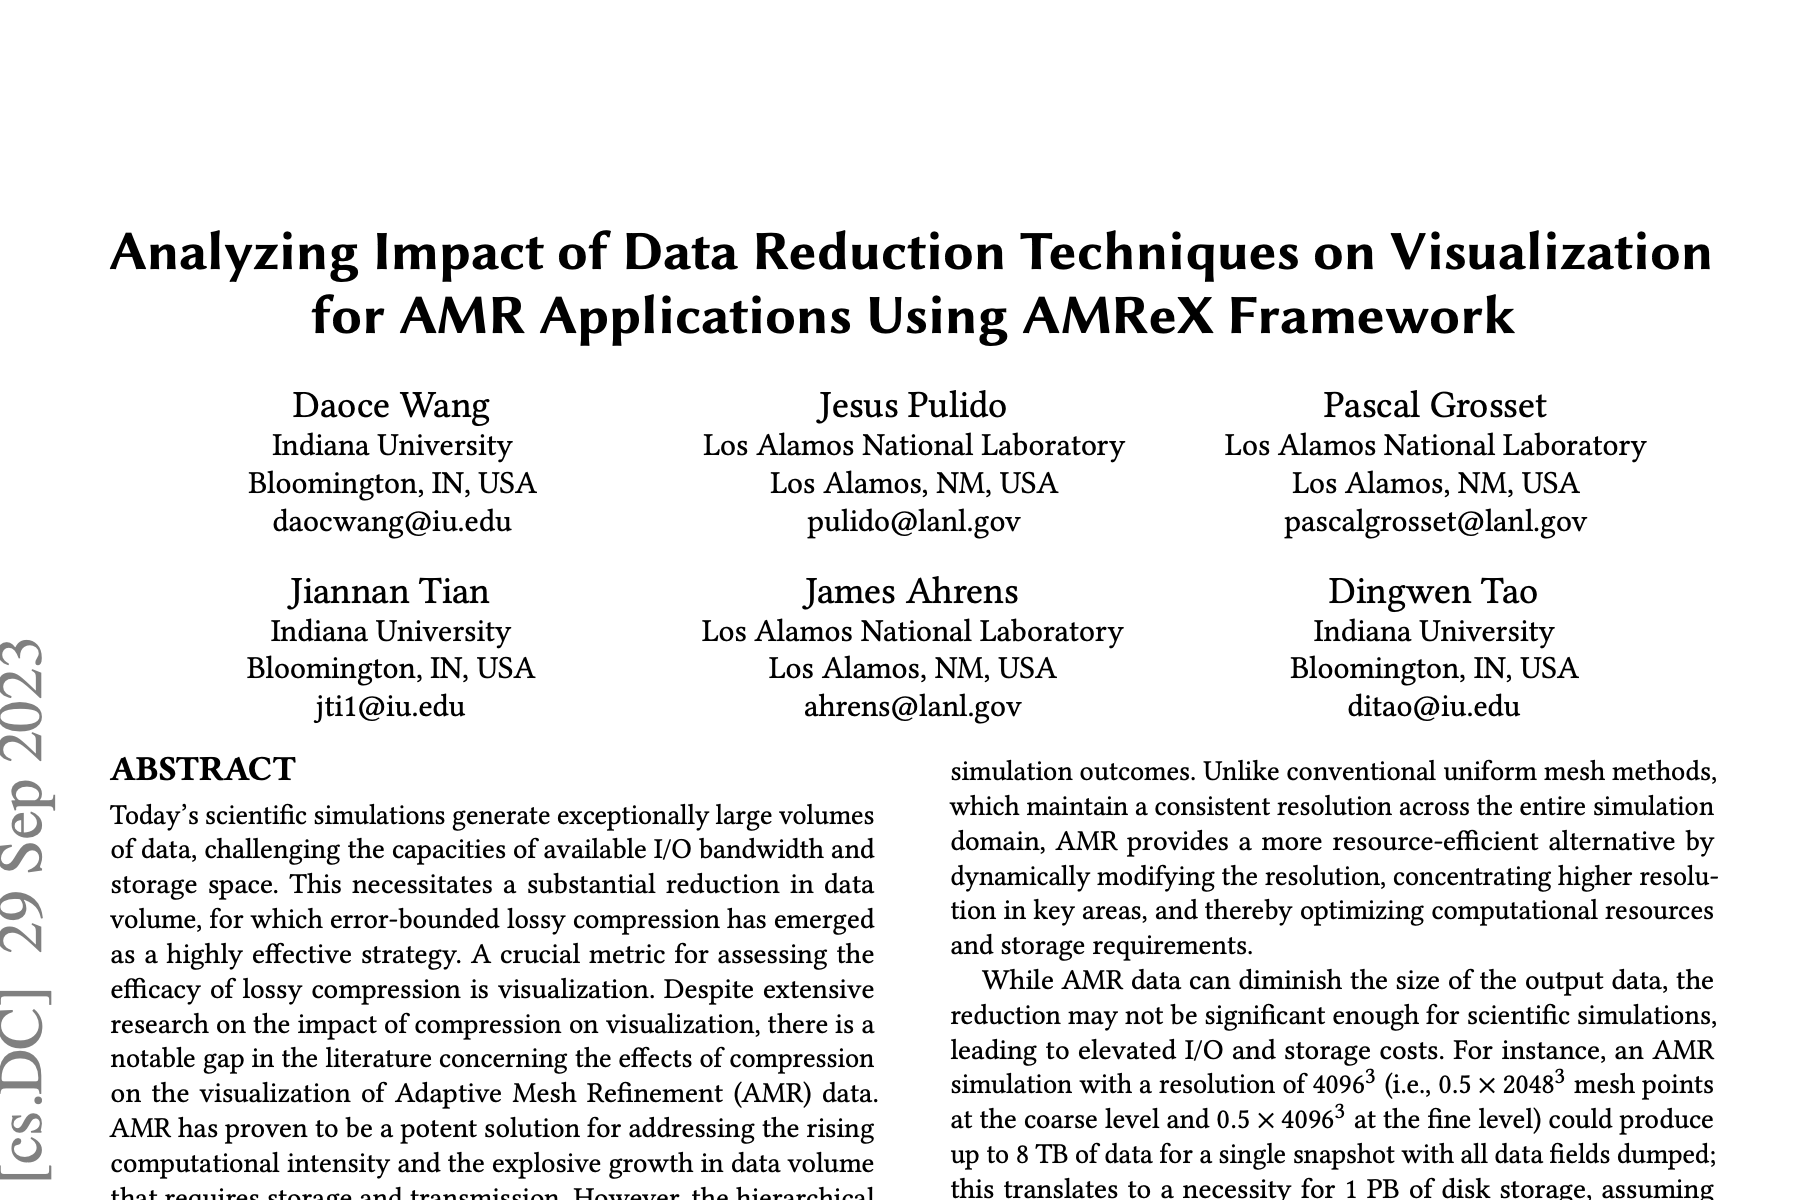 Analyzing Impact of Data Reduction Techniques on Visualization
for AMR Applications Using AMReX Framework
Daoce Wang
Indiana University
Bloomington, IN, USA
daocwang@iu.edu
Jesus Pulido
Los Alamos National Laboratory
Los Alamos, NM, USA
pulido@lanl.gov
Pascal Grosset
Los Alamos National Laboratory
Los Alamos, NM, USA
pascalgrosset@lanl.gov
Jiannan Tian
Indiana University
Bloomington, IN, USA
jti1@iu.edu
James Ahrens
Los Alamos National Laboratory
Los Alamos, NM, USA
ahrens@lanl.gov
Dingwen Tao
Indiana University
Bloomington, IN, USA
ditao@iu.edu
ABSTRACT
Today's scientific simulations generate exceptionally large volumes
of data, challenging the capacities of available I/O bandwidth and
storage space. This necessitates a substantial reduction in data
volume, for which error-bounded lossy compression has emerged
as a highly effective strategy. A crucial metric for assessing the
efficacy of lossy compression is visualization. Despite extensive
research on the impact of compression on visualization, there is a
notable gap in the literature concerning the effects of compression
on the visualization of Adaptive Mesh Refinement (AMR) data.
AMR has proven to be a potent solution for addressing the rising
computational intensity and the explosive growth in data volume
that requires storage and transmission. However, the hierarchical
simulation outcomes. Unlike conventional uniform mesh methods,
which maintain a consistent resolution across the entire simulation
domain, AMR provides a more resource-efficient alternative by
dynamically modifying the resolution, concentrating higher resolu-
tion in key areas, and thereby optimizing computational resources
and storage requirements.
While AMR data can diminish the size of the output data, the
reduction may not be significant enough for scientific simulations,
leading to elevated I/O and storage costs. For instance, an AMR
simulation with a resolution of 4096³ (i.e., 0.5 × 2048³ mesh points
at the coarse level and 0.5 × 4096³ at the fine level) could produce
up to 8 TB of data for a single snapshot with all data fields dumped;
this translates to a necessity for 1 PB of disk storage, assuming
[cs.DC] 29 Sep 2023